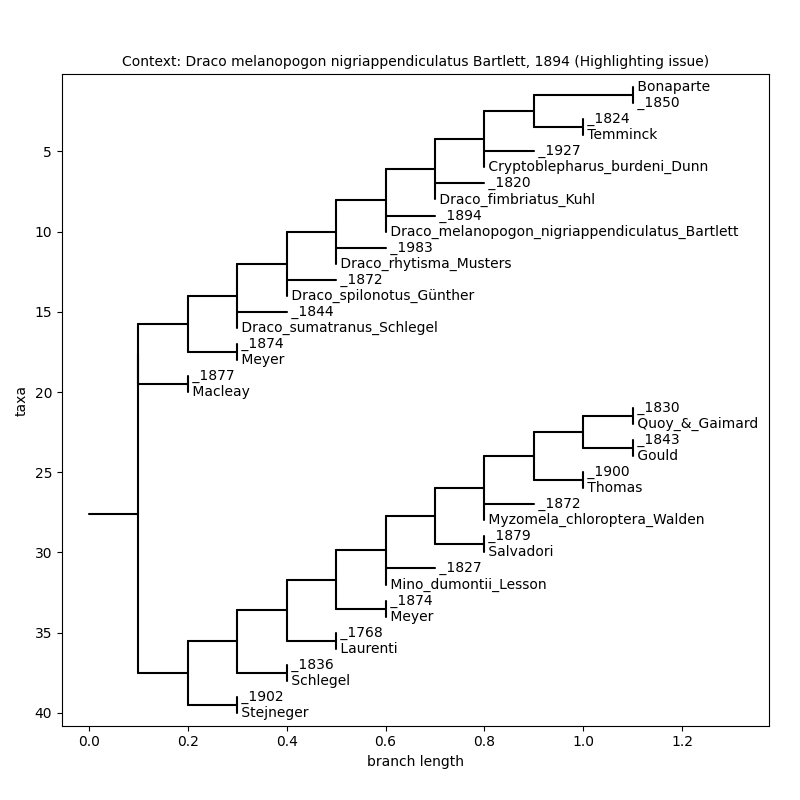 Context: Draco melanopogon nigriappendiculatus Bartlett, 1894 (Highlighting issue)
Bonaparte
_1850
_1824
Temminck
_1927
Cryptoblepharus_burdeni_Dunn
_1820
Draco_fimbriatus_Kuhl
_1894
Draco_melanopogon_nigriappendiculatus_Bartlett
_1983
Draco_rhytisma_Musters
_1872
Draco_spilonotus_Günther
_1844
Draco_sumatranus_Schlegel
_1874
Meyer
_1877
Macleay
_1830
Quoy_&_Gaimard
_1843
Gould
_1900
Thomas
_1872
Myzomela_chloroptera_Walden
_1879
Salvadori
_1827
Mino_dumontii_Lesson
_1874
Meyer
_1768
Laurenti
_1836
Schlegel
_1902
Stejneger
5
10
15
20
25
30
35
40
taxa
0.0 0.2 0.4 0.6 0.8 1.0 1.2
branch length